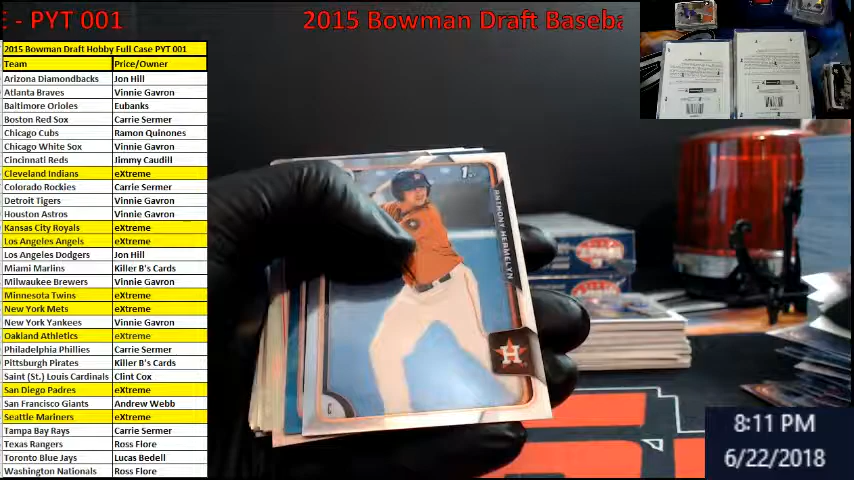 - PYT 001
2015 Bowman Draft Baseba
2015 Bowman Draft Hobby Full Case PYT 001
Team Price/Owner
Arizona Diamondbacks Jon Hill
Atlanta Braves Vinnie Gavron
Baltimore Orioles Eubanks
Boston Red Sox Carrie Sermer
Chicago Cubs Ramon Quinones
Chicago White Sox Vinnie Gavron
Cincinnati Reds Jimmy Caudill
Cleveland Indians eXtreme
Colorado Rockies Carrie Sermer
Detroit Tigers Vinnie Gavron
Houston Astros Vinnie Gavron
Kansas City Royals eXtreme
Los Angeles Angels eXtreme
Los Angeles Dodgers Jon Hill
Miami Marlins Killer B's Cards
Milwaukee Brewers Vinnie Gavron
Minnesota Twins eXtreme
New York Mets eXtreme
New York Yankees Vinnie Gavron
Oakland Athletics eXtreme
Philadelphia Phillies Carrie Sermer
Pittsburgh Pirates Killer B's Cards
Saint (St.) Louis Cardinals Clint Cox
San Diego Padres eXtreme
San Francisco Giants Andrew Webb
Seattle Mariners eXtreme
Tampa Bay Rays Carrie Sermer
Texas Rangers Ross Flore
Toronto Blue Jays Lucas Bedell
Washington Nationals Ross Flore
1st
ANTHONY HERMELYN
H
C
8:11 PM
6/22/2018